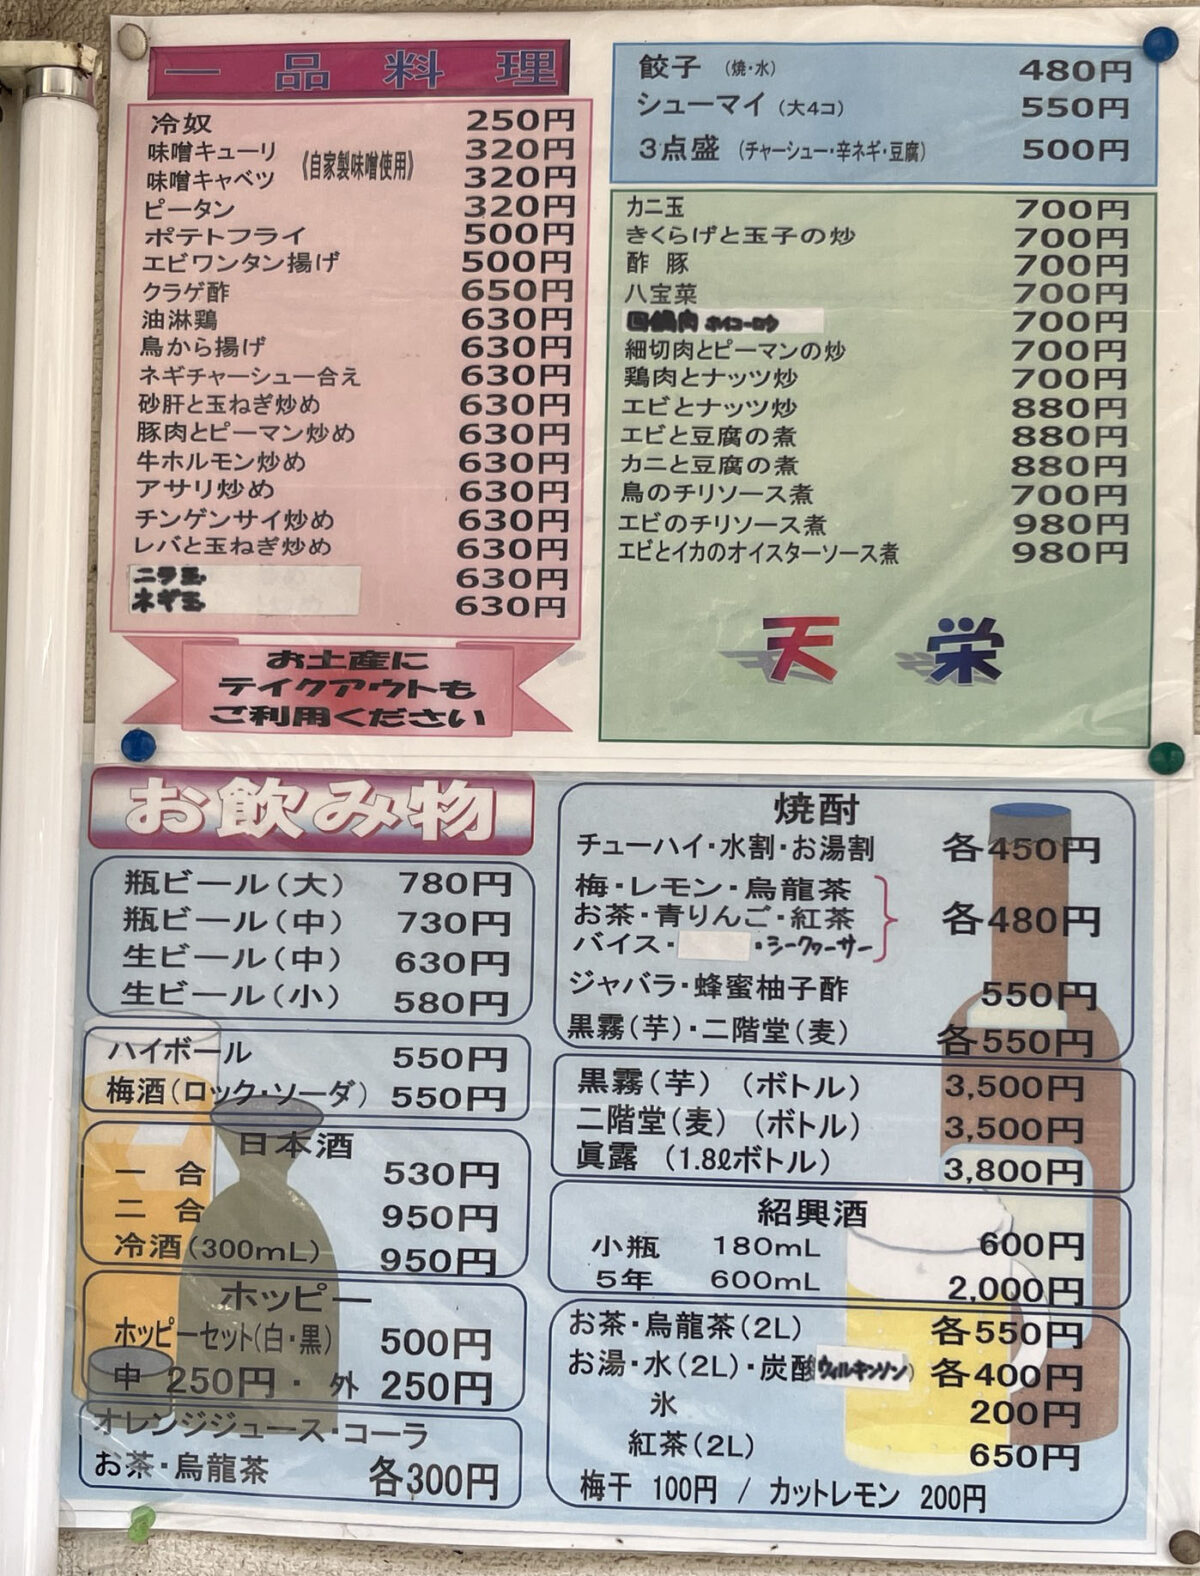 一品料理
冷奴 250円
味噌キューリ 320円
味噌キャベツ 320円
《自家製味噌使用》
ピータン 320円
ポテトフライ 500円
エビワンタン揚げ 500円
クラゲ酢 650円
油淋鶏 630円
鳥から揚げ 630円
ネギチャーシュー合え 630円
砂肝と玉ねぎ炒め 630円
豚肉とピーマン炒め 630円
牛ホルモン炒め 630円
アサリ炒め 630円
チンゲンサイ炒め 630円
レバと玉ねぎ炒め 630円
ニラ玉 630円
ネギ玉 630円
お土産に
テイクアウトも
ご利用ください
餃子 (焼・水) 480円
シューマイ (大4コ) 550円
3点盛 (チャーシュー・辛ネギ・豆腐) 500円
カニ玉 700円
きくらげと玉子の炒 700円
酢豚 700円
八宝菜 700円
回鍋肉 ホイコーロウ 700円
細切肉とピーマンの炒 700円
鶏肉とナッツ炒 700円
エビとナッツ炒 880円
エビと豆腐の煮 880円
カニと豆腐の煮 880円
鳥のチリソース煮 700円
エビのチリソース煮 980円
エビとイカのオイスターソース煮 980円
天栄
お飲み物
瓶ビール(大) 780円
瓶ビール(中) 730円
生ビール(中) 630円
生ビール(小) 580円
ハイボール 550円
梅酒(ロック・ソーダ) 550円
日本酒
一合 530円
二合 950円
冷酒(300mL) 950円
ホッピー
ホッピーセット(白・黒) 500円
中 250円・外 250円
オレンジジュース・コーラ
お茶・烏龍茶 各300円
焼酎
チューハイ・水割・お湯割 各450円
梅・レモン・烏龍茶
お茶・青りんご・紅茶 各480円
バイス・ ・シークヮーサー
ジャバラ・蜂蜜柚子酢 550円
黒霧(芋)・二階堂(麦) 各550円
黒霧(芋) (ボトル) 3,500円
二階堂(麦) (ボトル) 3,500円
眞露 (1.8ℓボトル) 3,800円
紹興酒
小瓶 180mL 600円
5年 600mL 2,000円
お茶・烏龍茶(2L) 各550円
お湯・水(2L)・炭酸ウィルキンソン) 各400円
氷 200円
紅茶(2L) 650円
梅干 100円 / カットレモン 200円